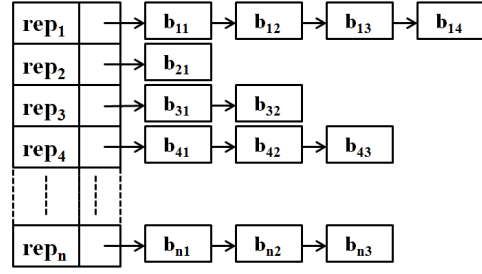 rep₁ b₁₁ b₁₂ b₁₃ b₁₄
rep₂ b₂₁
rep₃ b₃₁ b₃₂
rep₄ b₄₁ b₄₂ b₄₃
repₙ bₙ₁ bₙ₂ bₙ₃